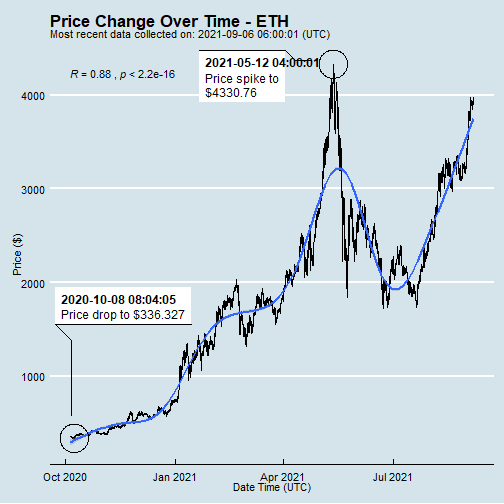 Price Change Over Time - ETH
Most recent data collected on: 2021-09-06 06:00:01 (UTC)
R = 0.88 , p < 2.2e-16
2021-05-12 04:00:01
Price spike to
$4330.76
4000
3000
2000
1000
Price ($)
2020-10-08 08:04:05
Price drop to $336.327
Oct 2020
Jan 2021
Apr 2021
Jul 2021
Date Time (UTC)